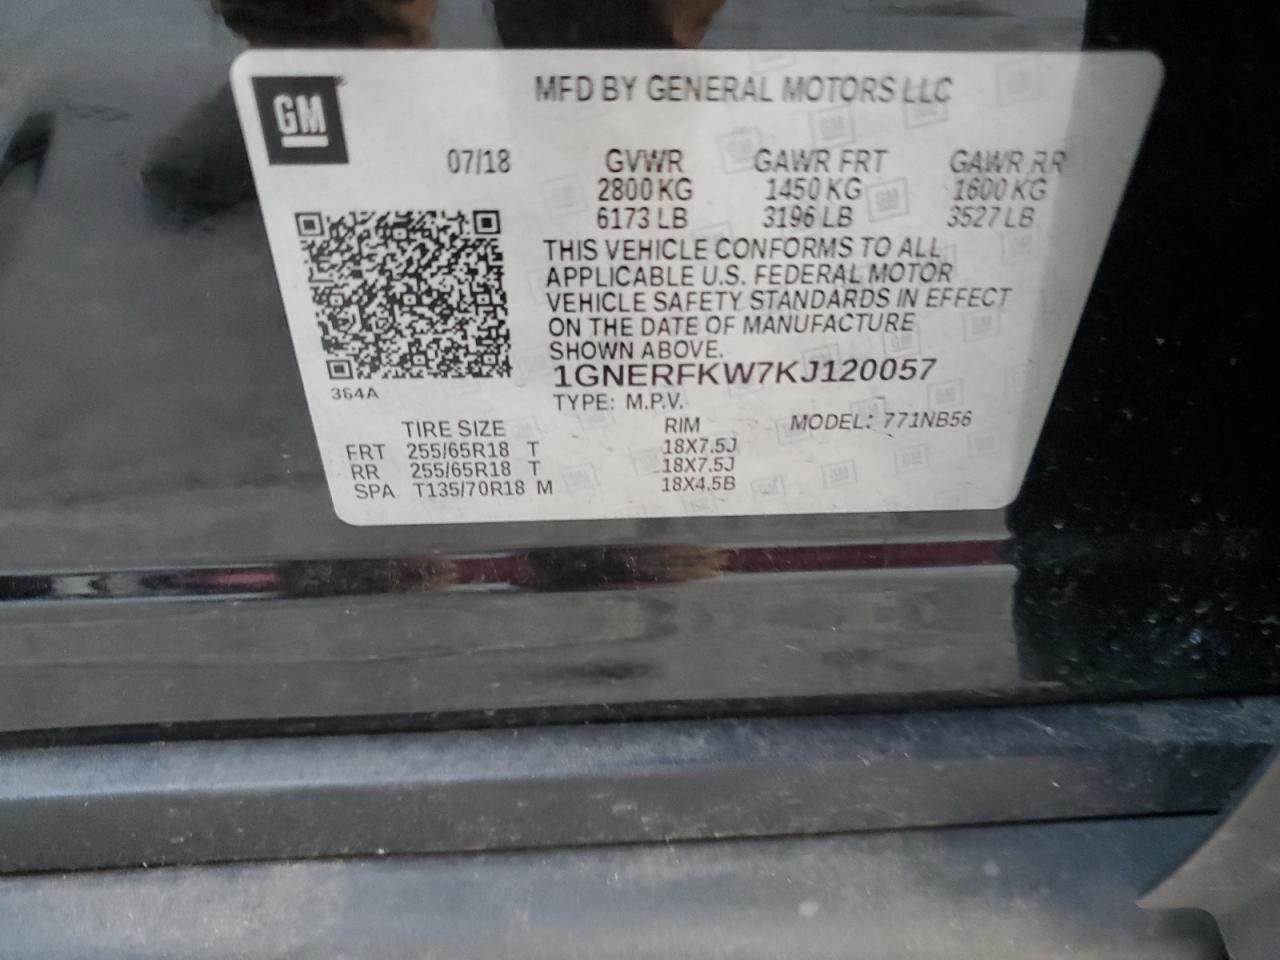 GM
MFD BY GENERAL MOTORS LLC
07/18 GVWR GAWR FRT GAWR RR
2800 KG 1450 KG 1600 KG
6173 LB 3196 LB 3527 LB
THIS VEHICLE CONFORMS TO ALL
APPLICABLE U.S. FEDERAL MOTOR
VEHICLE SAFETY STANDARDS IN EFFECT
ON THE DATE OF MANUFACTURE
SHOWN ABOVE.
1GNERFKW7KJ120057
364A
TYPE: M.P.V.
TIRE SIZE RIM MODEL: 771NB56
FRT 255/65R18 T 18X7.5J
RR 255/65R18 T 18X7.5J
SPA T135/70R18 M 18X4.5B